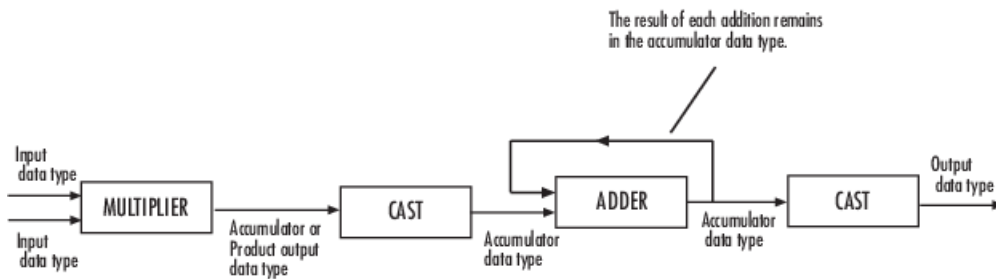 The result of each addition remains
in the accumulator data type.
Input
data type
MULTIPLIER
Input
data type
Accumulator or
Product output
data type
CAST
Accumulator
data type
ADDER
Accumulator
data type
CAST
Output
data type